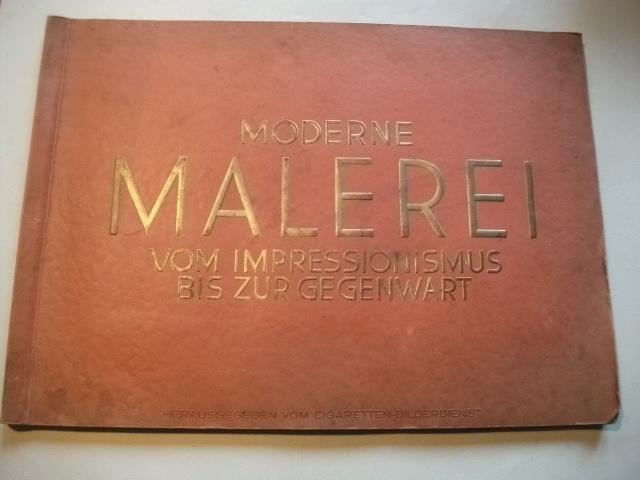 MODERNE
MALEREI
VOM IMPRESSIONISMUS
BIS ZUR GEGENWART
HERAUSGEGEBEN VOM CIGARETTEN-BILDERDIENST